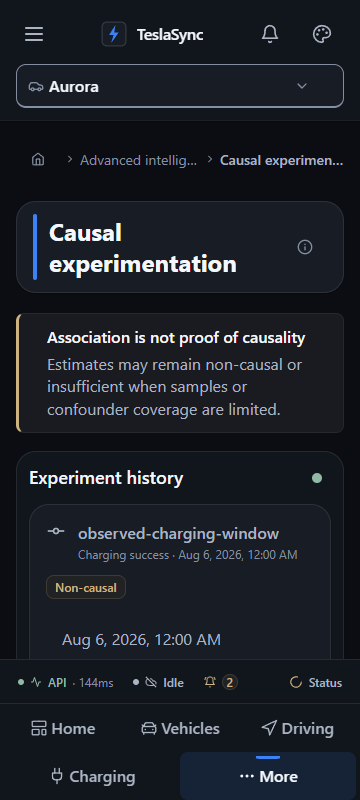 TeslaSync
Aurora
Advanced intellig...
Causal experimen...
Causal
experimentation
Association is not proof of causality
Estimates may remain non-causal or
insufficient when samples or
confounder coverage are limited.
Experiment history
observed-charging-window
Charging success · Aug 6, 2026, 12:00 AM
Non-causal
Aug 6, 2026, 12:00 AM
API · 144ms
Idle
2
Status
Home
Vehicles
Driving
Charging
More